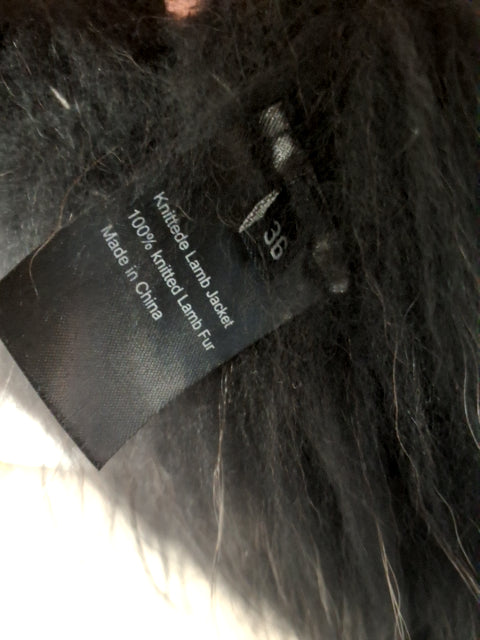 36
Knittede Lamb Jacket
100% knitted Lamb Fur
Made in China